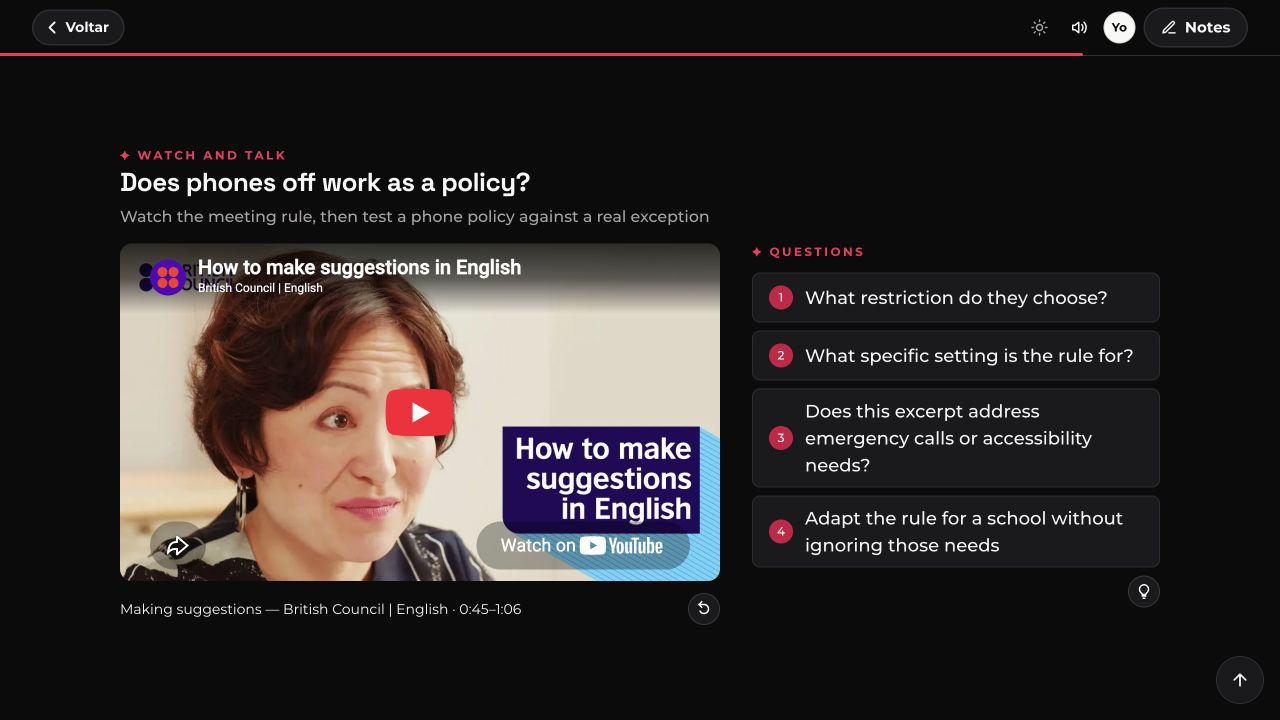 Voltar
Yo
Notes
WATCH AND TALK
Does phones off work as a policy?
Watch the meeting rule, then test a phone policy against a real exception
How to make suggestions in English
British Council | English
How to make
suggestions
in English
Watch on YouTube
Making suggestions — British Council | English · 0:45–1:06
QUESTIONS
1 What restriction do they choose?
2 What specific setting is the rule for?
3 Does this excerpt address
emergency calls or accessibility
needs?
4 Adapt the rule for a school without
ignoring those needs